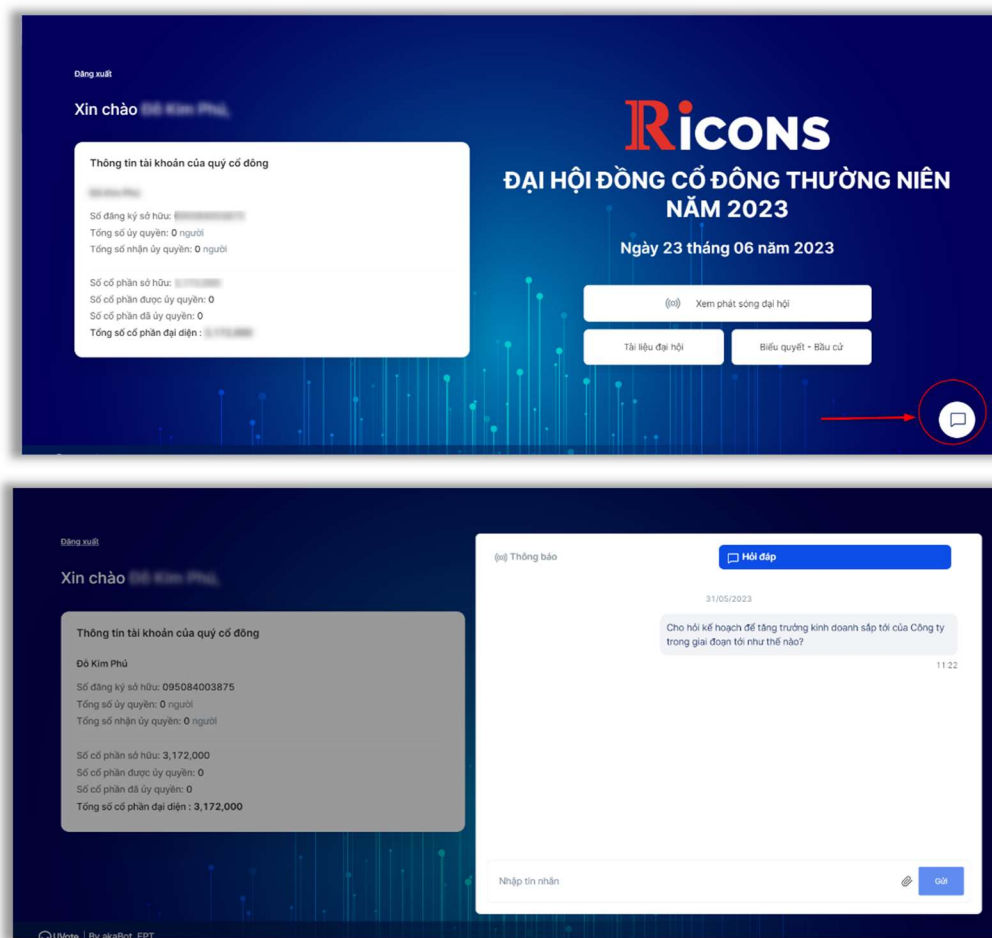 Đăng xuất
Xin chào
Thông tin tài khoản của quý cổ đông
Số đăng ký sở hữu:
Tổng số ủy quyền: 0 người
Tổng số nhận ủy quyền: 0 người
Số cổ phần sở hữu:
Số cổ phần được ủy quyền: 0
Số cổ phần đã ủy quyền: 0
Tổng số cổ phần đại diện :
RICONS
ĐẠI HỘI ĐỒNG CỔ ĐÔNG THƯỜNG NIÊN
NĂM 2023
Ngày 23 tháng 06 năm 2023
Xem phát sóng đại hội
Tài liệu đại hội
Biểu quyết - Bầu cử
Đăng xuất
Xin chào
Thông tin tài khoản của quý cổ đông
Đỗ Kim Phú
Số đăng ký sở hữu: 095084003875
Tổng số ủy quyền: 0 người
Tổng số nhận ủy quyền: 0 người
Số cổ phần sở hữu: 3,172,000
Số cổ phần được ủy quyền: 0
Số cổ phần đã ủy quyền: 0
Tổng số cổ phần đại diện : 3,172,000
Thông báo
Hỏi đáp
31/05/2023
Cho hỏi kế hoạch để tăng trưởng kinh doanh sắp tới của Công ty
trong giai đoạn tới như thế nào?
11:22
Nhập tin nhắn
Gửi
UVote | By akaBot, FPT